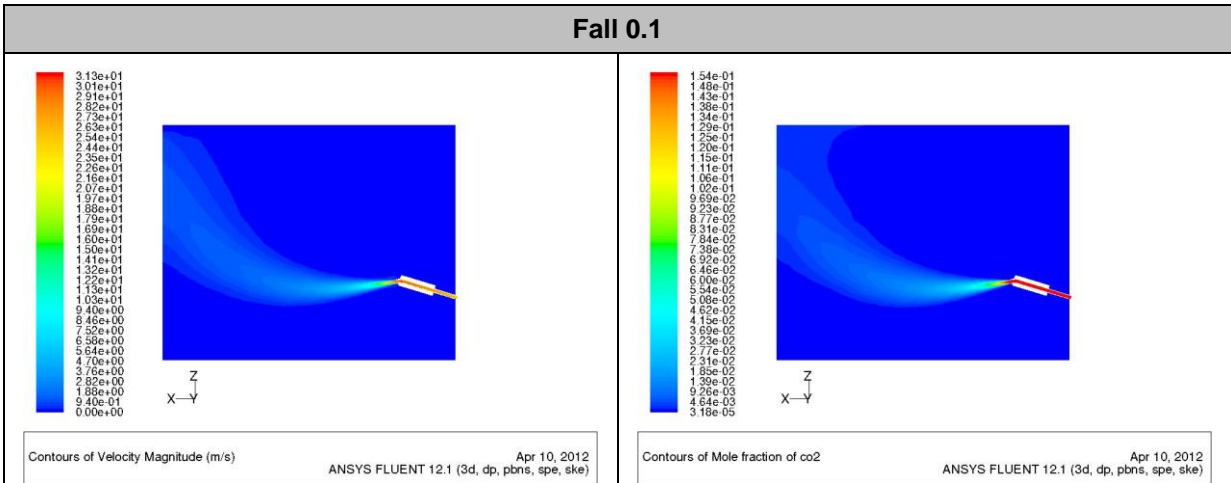 Fall 0.1
3.13e+01
3.01e+01
2.91e+01
2.82e+01
2.73e+01
2.63e+01
2.54e+01
2.44e+01
2.35e+01
2.26e+01
2.16e+01
2.07e+01
1.97e+01
1.88e+01
1.79e+01
1.69e+01
1.60e+01
1.50e+01
1.41e+01
1.32e+01
1.22e+01
1.13e+01
1.03e+01
9.40e+00
8.46e+00
7.52e+00
6.58e+00
5.64e+00
4.70e+00
3.76e+00
2.82e+00
1.88e+00
9.40e-01
0.00e+00
Z
X
Y
Contours of Velocity Magnitude (m/s)
Apr 10, 2012
ANSYS FLUENT 12.1 (3d, dp, pbns, spe, ske)
1.54e-01
1.48e-01
1.43e-01
1.38e-01
1.34e-01
1.29e-01
1.25e-01
1.20e-01
1.15e-01
1.11e-01
1.06e-01
1.02e-01
9.69e-02
9.23e-02
8.77e-02
8.31e-02
7.84e-02
7.38e-02
6.92e-02
6.46e-02
6.00e-02
5.54e-02
5.08e-02
4.62e-02
4.15e-02
3.69e-02
3.23e-02
2.77e-02
2.31e-02
1.85e-02
1.39e-02
9.26e-03
4.64e-03
3.18e-05
Z
X
Y
Contours of Mole fraction of co2
Apr 10, 2012
ANSYS FLUENT 12.1 (3d, dp, pbns, spe, ske)